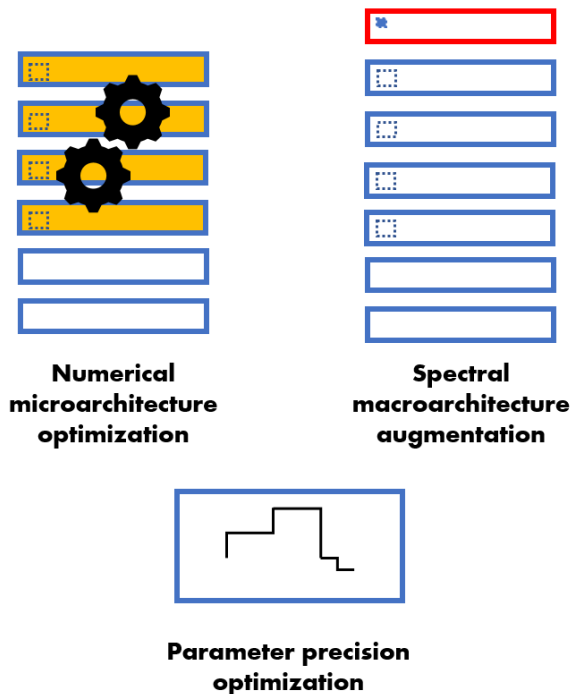 Numerical
microarchitecture
optimization
Spectral
macroarchitecture
augmentation
Parameter precision
optimization